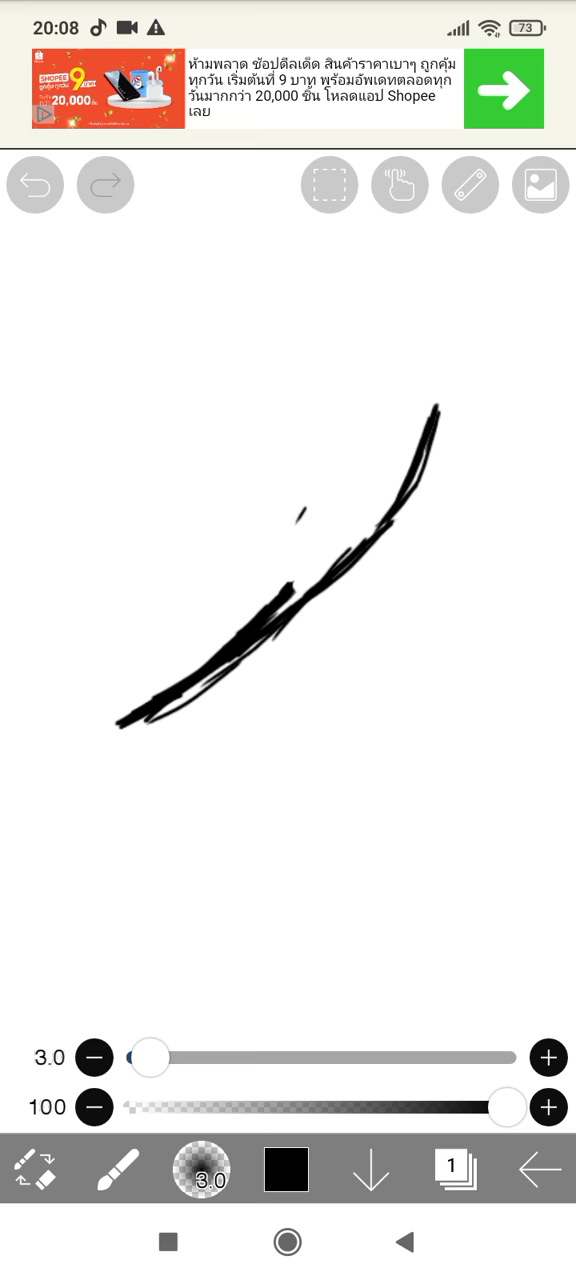 20:08
73
SHOPEE
9
20,000
ห้ามพลาด ช้อปดีลเด็ด สินค้าราคาเบาๆ ถูกคุ้ม
ทุกวัน เริ่มต้นที่ 9 บาท พร้อมอัพเดทตลอดทุก
วันมากกว่า 20,000 ชิ้น โหลดแอป Shopee
เลย
3.0
100
3.0
1